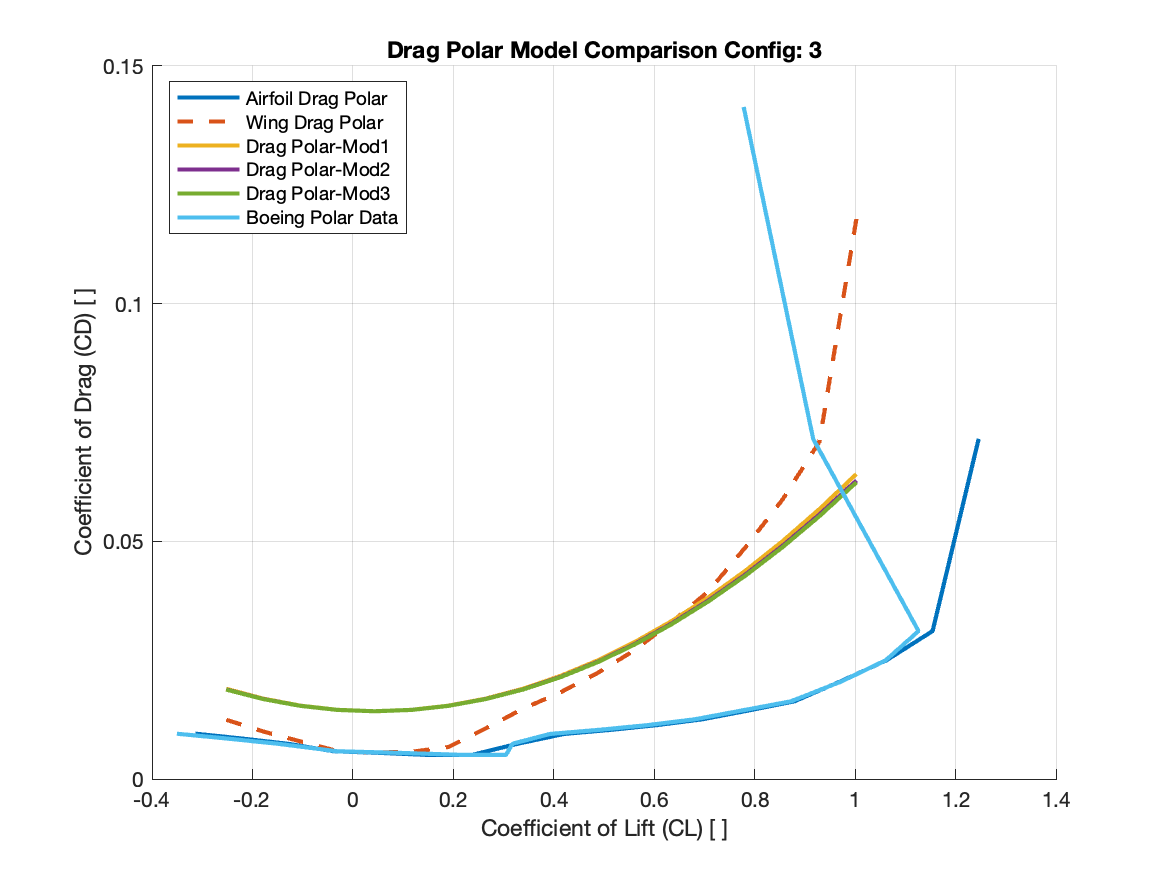 Drag Polar Model Comparison Config: 3
0.15
0.1
0.05
0
Coefficient of Drag (CD) [ ]
Airfoil Drag Polar
Wing Drag Polar
Drag Polar-Mod1
Drag Polar-Mod2
Drag Polar-Mod3
Boeing Polar Data
-0.4 -0.2 0 0.2 0.4 0.6 0.8 1 1.2 1.4
Coefficient of Lift (CL) [ ]